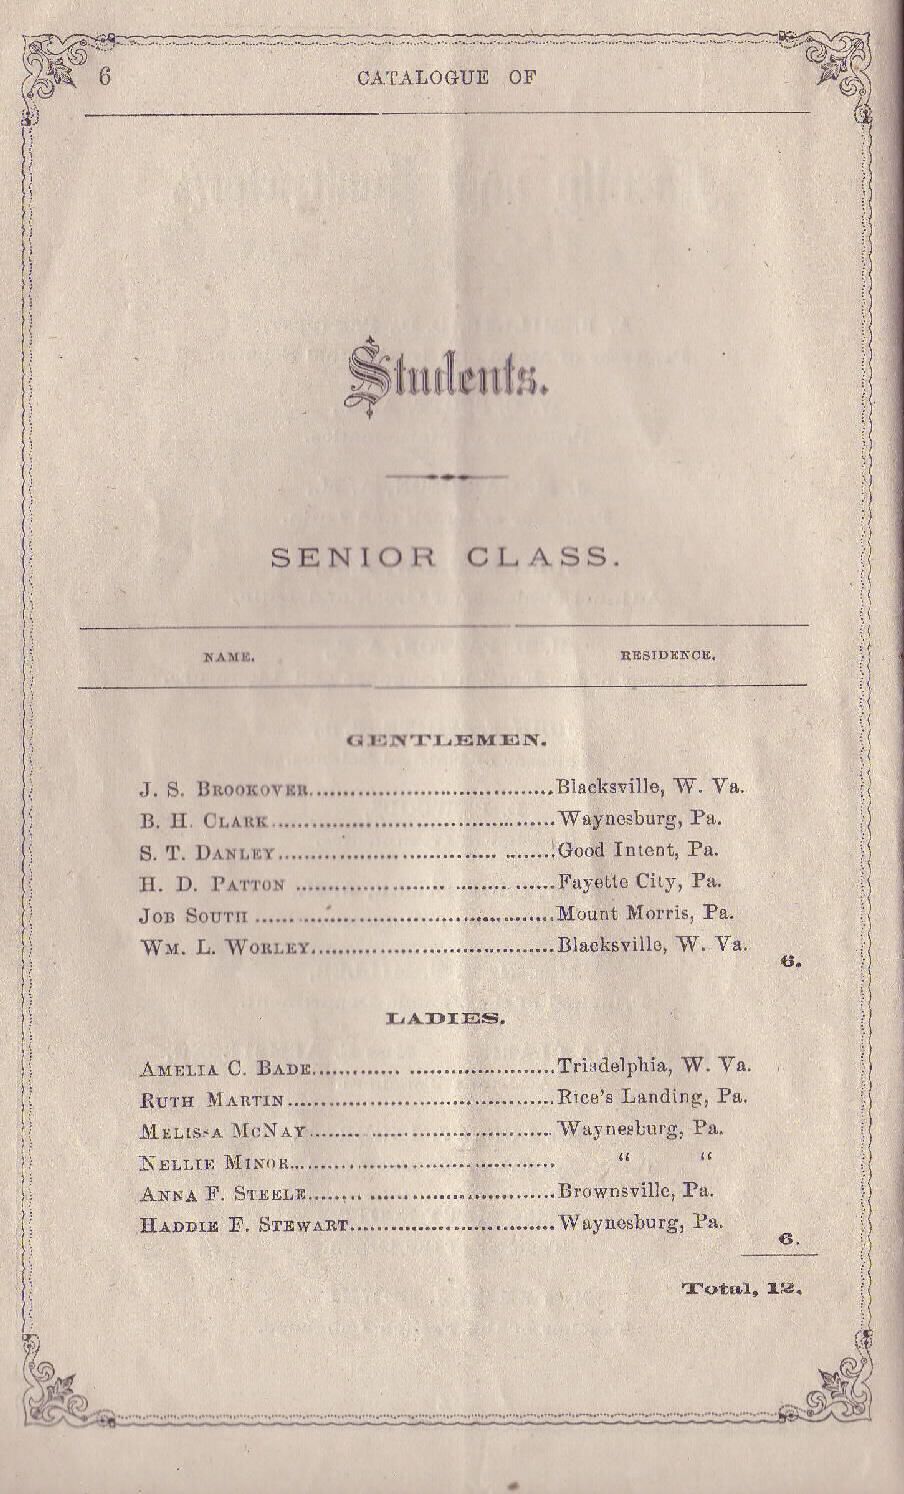 6 CATALOGUE OF
Students.
SENIOR CLASS.
NAME. RESIDENCE.
GENTLEMEN.
J. S. BROOKOVER........................................Blacksville, W. Va.
B. H. CLARK..............................................Waynesburg, Pa.
S. T. DANLEY.................................... ........Good Intent, Pa.
H. D. PATTON ......................... ......... ......Fayette City, Pa.
JOB SOUTH ..................................................Mount Morris, Pa.
WM. L. WORLEY........................................Blacksville, W. Va.
6.
LADIES.
AMELIA C. BADE.............. ........................Triadelphia, W. Va.
RUTH MARTIN............................................Rice's Landing, Pa.
MELISSA MCNAY......... ..............................Waynesburg, Pa.
NELLIE MINOR............................................ “ “
ANNA F. STEELE......... ..............................Brownsville, Pa.
HADDIE F. STEWART..................................Waynesburg, Pa.
6.
Total, 12.